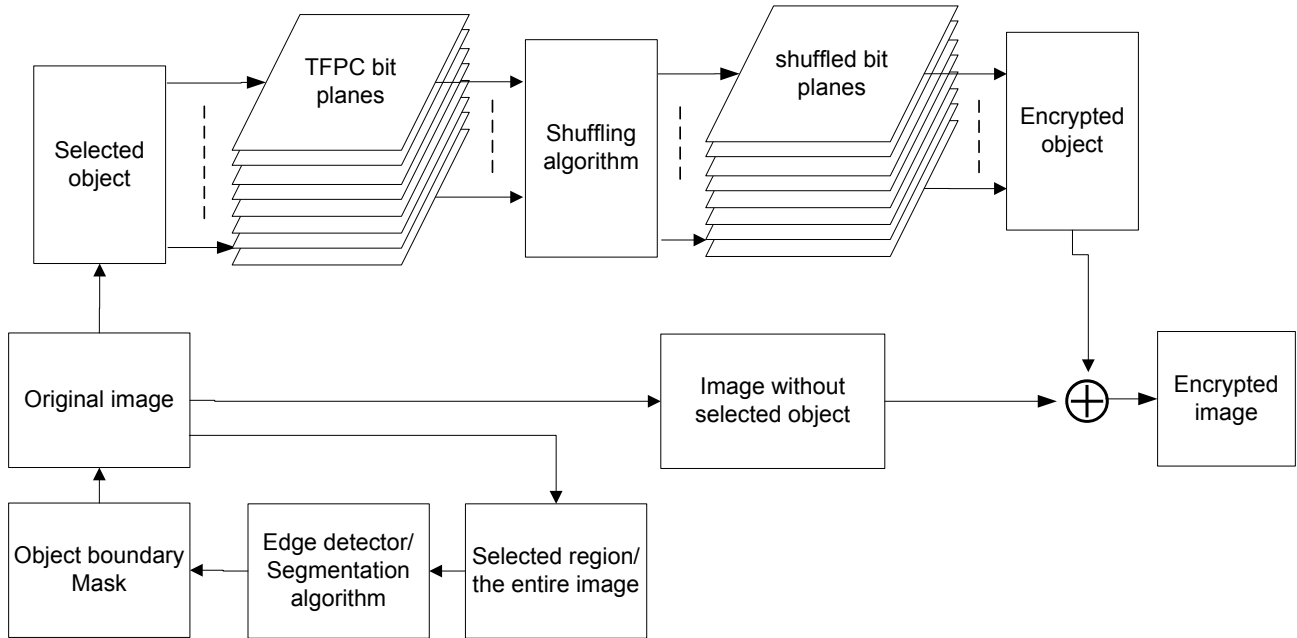 TFPC bit
planes
shuffled bit
planes
Selected
object
Shuffling
algorithm
Encrypted
object
Original image
Image without
selected object
Encrypted
image
Object boundary
Mask
Edge detector/
Segmentation
algorithm
Selected region/
the entire image